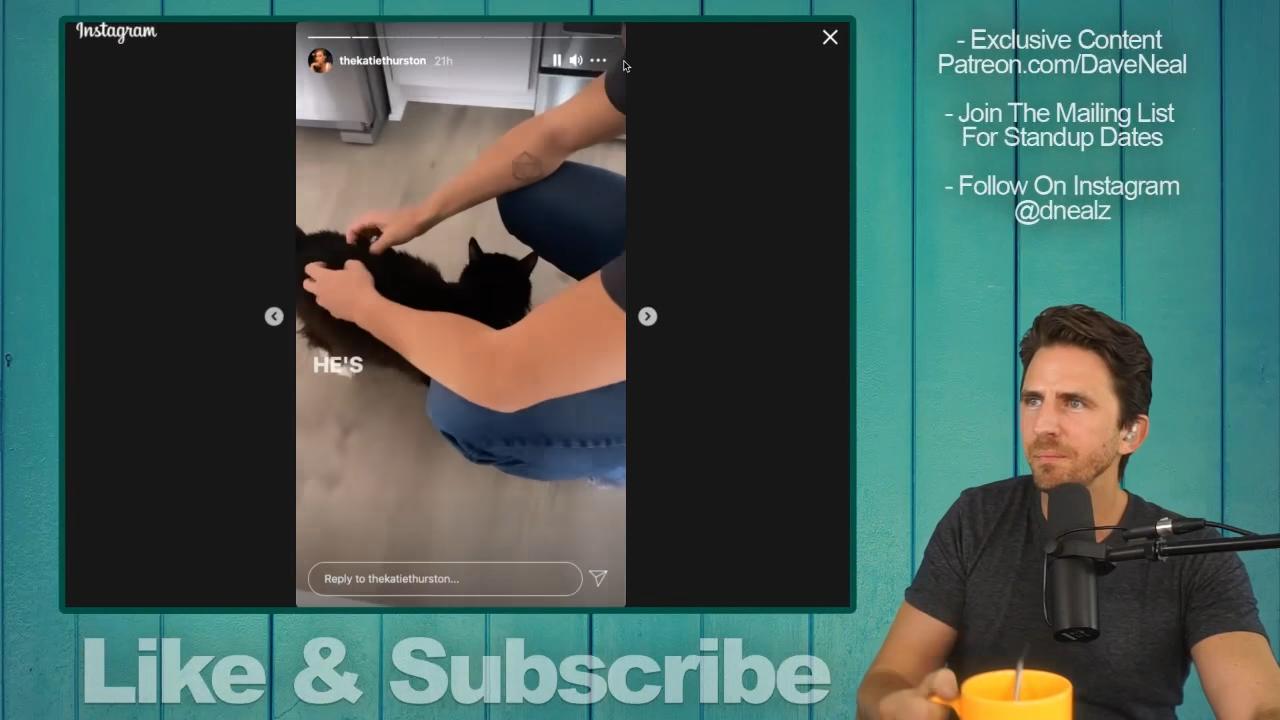 Instagram
thekatiethurston 21h
HE'S
Reply to thekatiethurston...
- Exclusive Content
Patreon.com/DaveNeal
- Join The Mailing List
For Standup Dates
- Follow On Instagram
@dnealz
Like & Subscribe